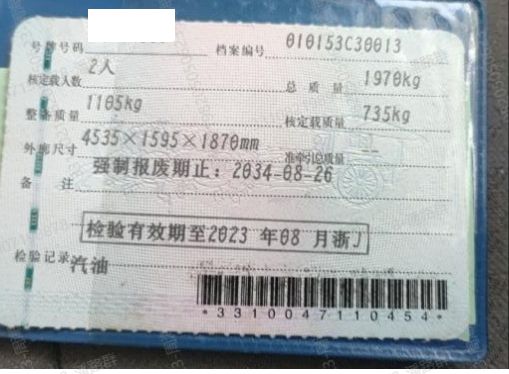 号牌号码 档案编号 010153C30013
核定载人数 2人 总质量 1970kg
整备质量 1105kg 核定载质量 735kg
外廓尺寸 4535×1595×1870mm 准牵引总质量 --
备注 强制报废期止：2034-08-26
检验有效期至2023 年08 月浙J
检验记录 汽油
*3310047110454*